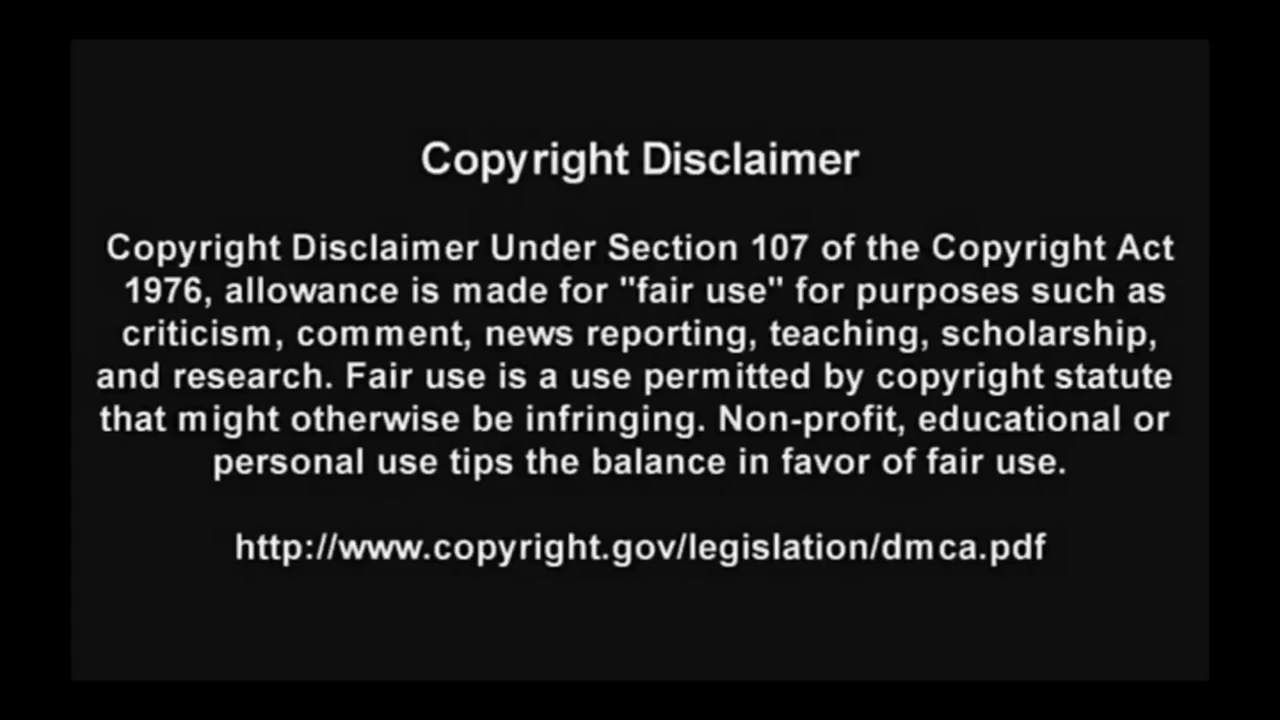 Copyright Disclaimer
Copyright Disclaimer Under Section 107 of the Copyright Act
1976, allowance is made for "fair use" for purposes such as
criticism, comment, news reporting, teaching, scholarship,
and research. Fair use is a use permitted by copyright statute
that might otherwise be infringing. Non-profit, educational or
personal use tips the balance in favor of fair use.
http://www.copyright.gov/legislation/dmca.pdf